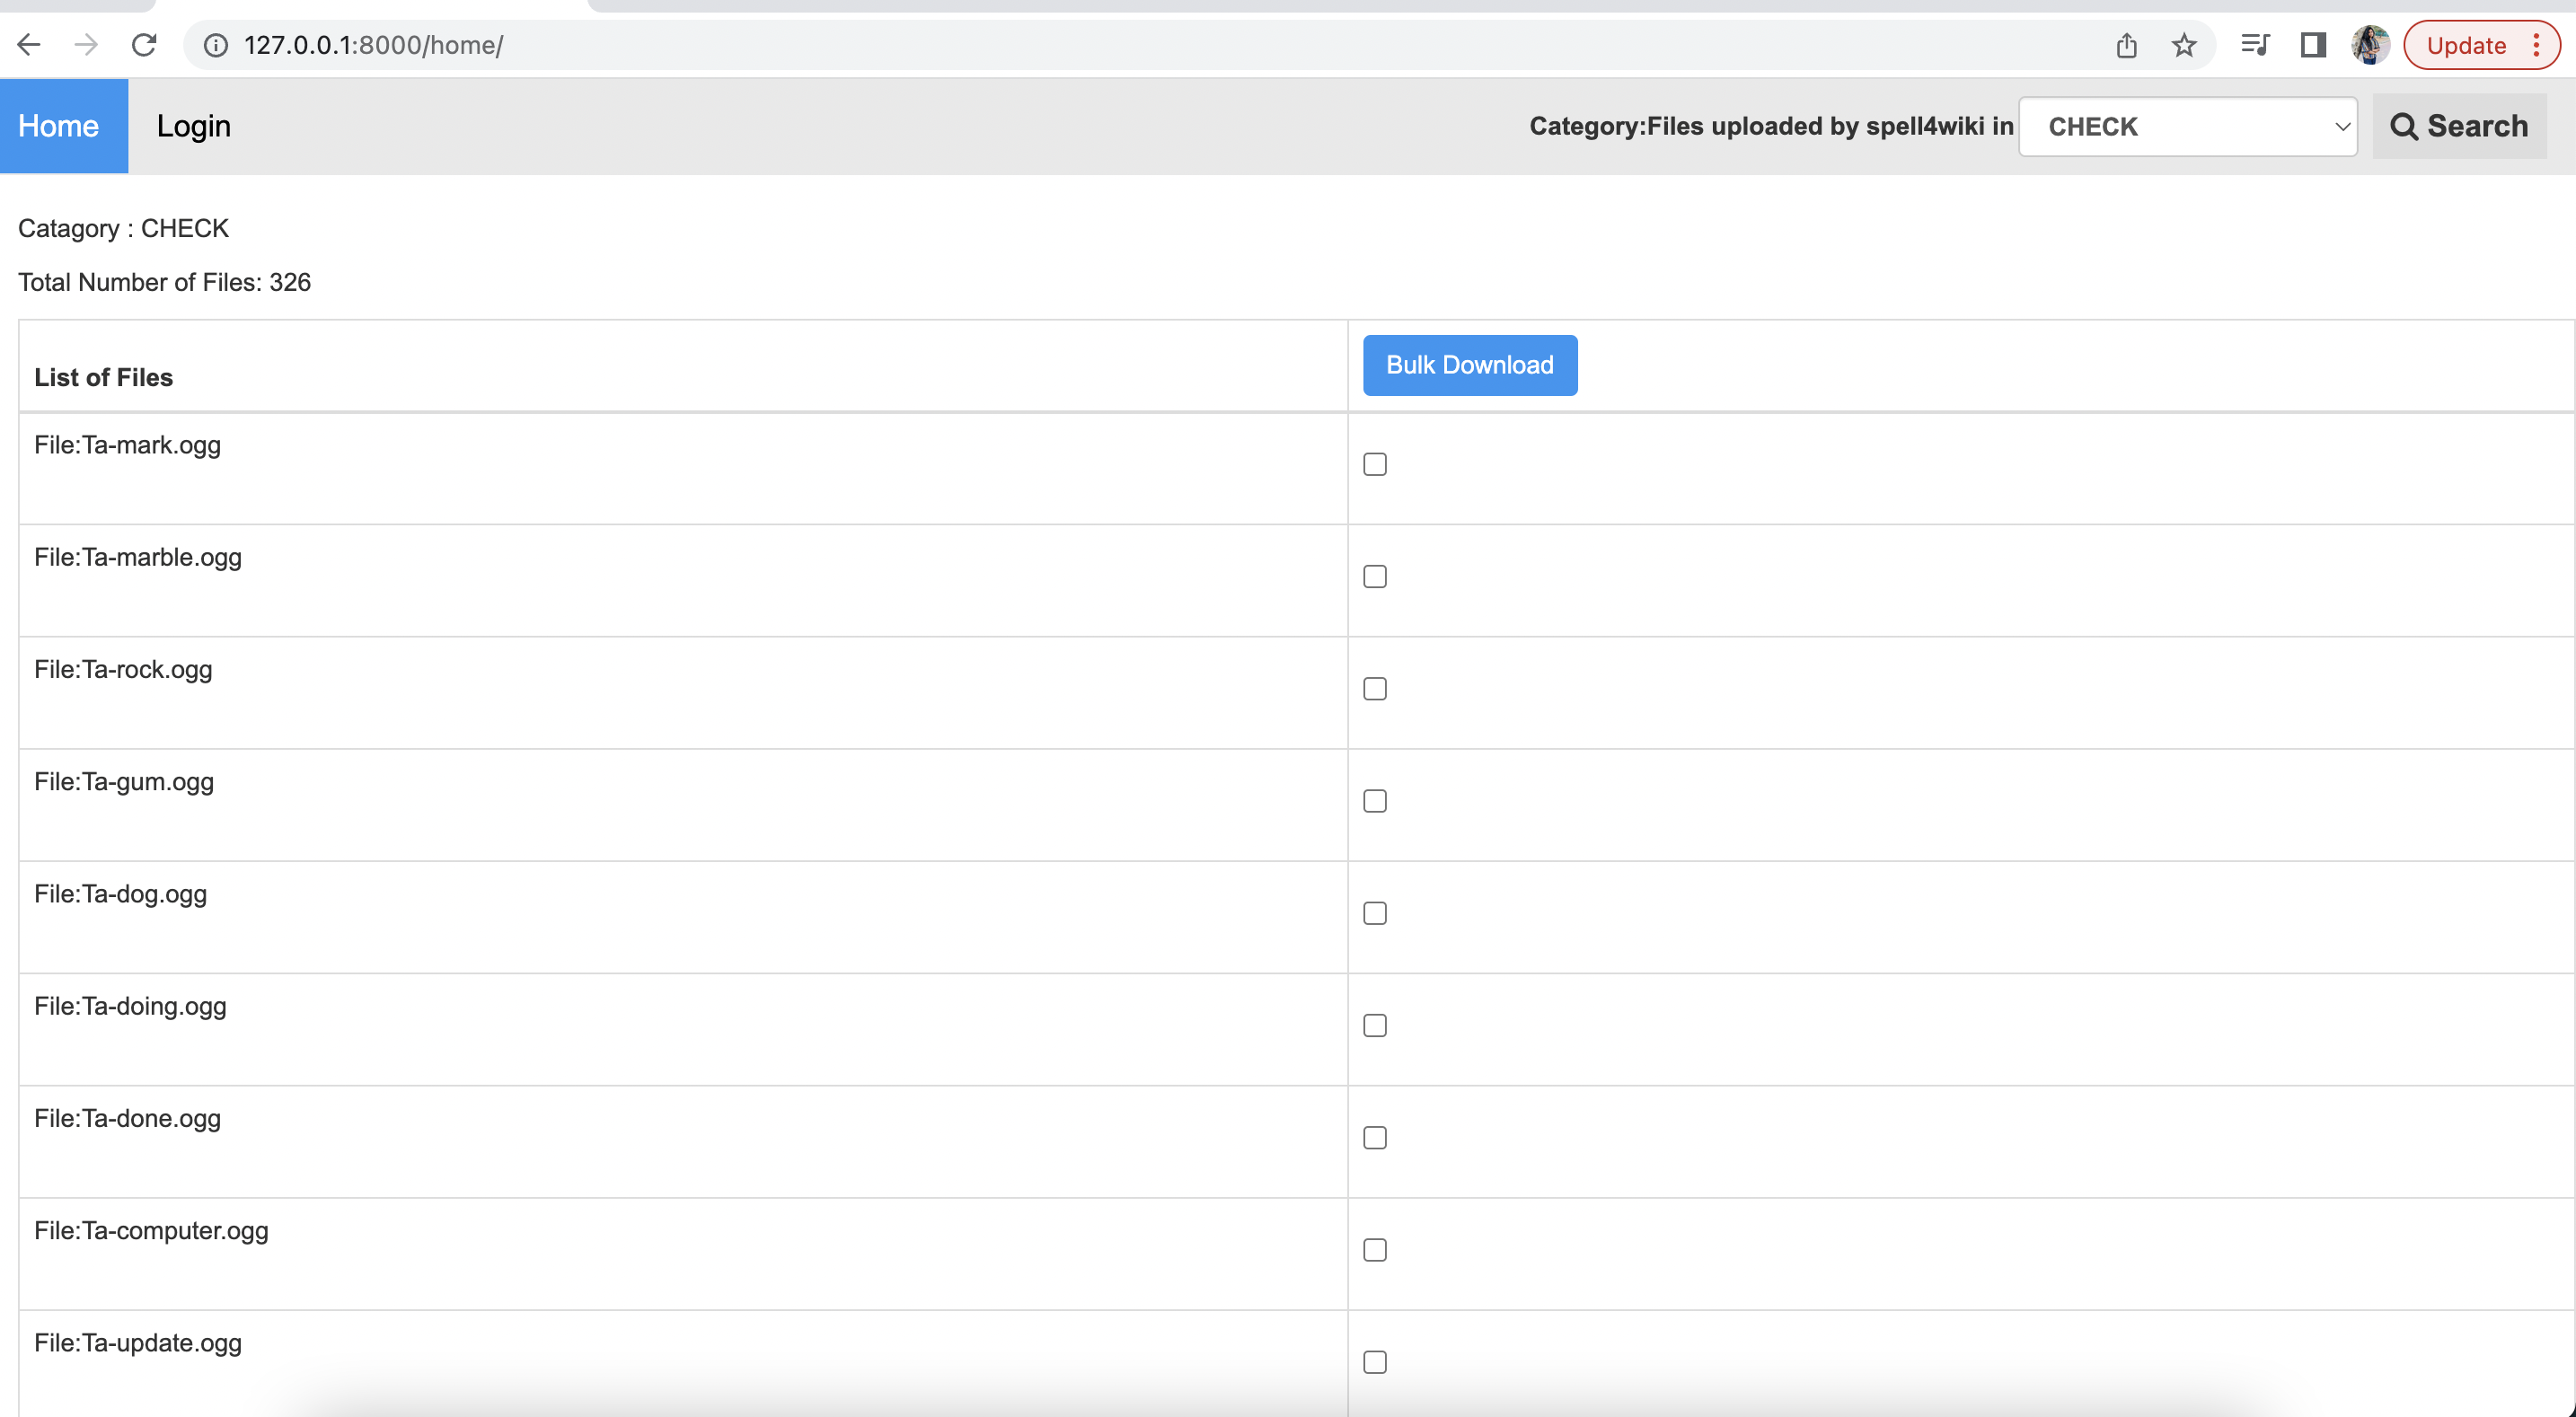 127.0.0.1:8000/home/
Update
Home
Login
Category:Files uploaded by spell4wiki in
CHECK
Search
Catagory : CHECK
Total Number of Files: 326
List of Files
Bulk Download
File:Ta-mark.ogg
File:Ta-marble.ogg
File:Ta-rock.ogg
File:Ta-gum.ogg
File:Ta-dog.ogg
File:Ta-doing.ogg
File:Ta-done.ogg
File:Ta-computer.ogg
File:Ta-update.ogg